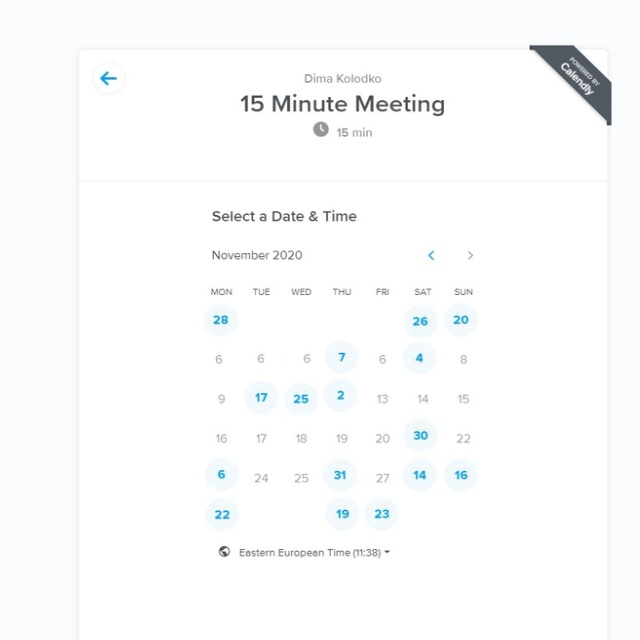 POWERED BY
Calendly
Dima Kolodko
15 Minute Meeting
15 min
Select a Date & Time
November 2020
MON TUE WED THU FRI SAT SUN
28 26 20
6 6 6 7 6 4 8
9 17 25 2 13 14 15
16 17 18 19 20 30 22
6 24 25 31 27 14 16
22 19 23
Eastern European Time (11:38)